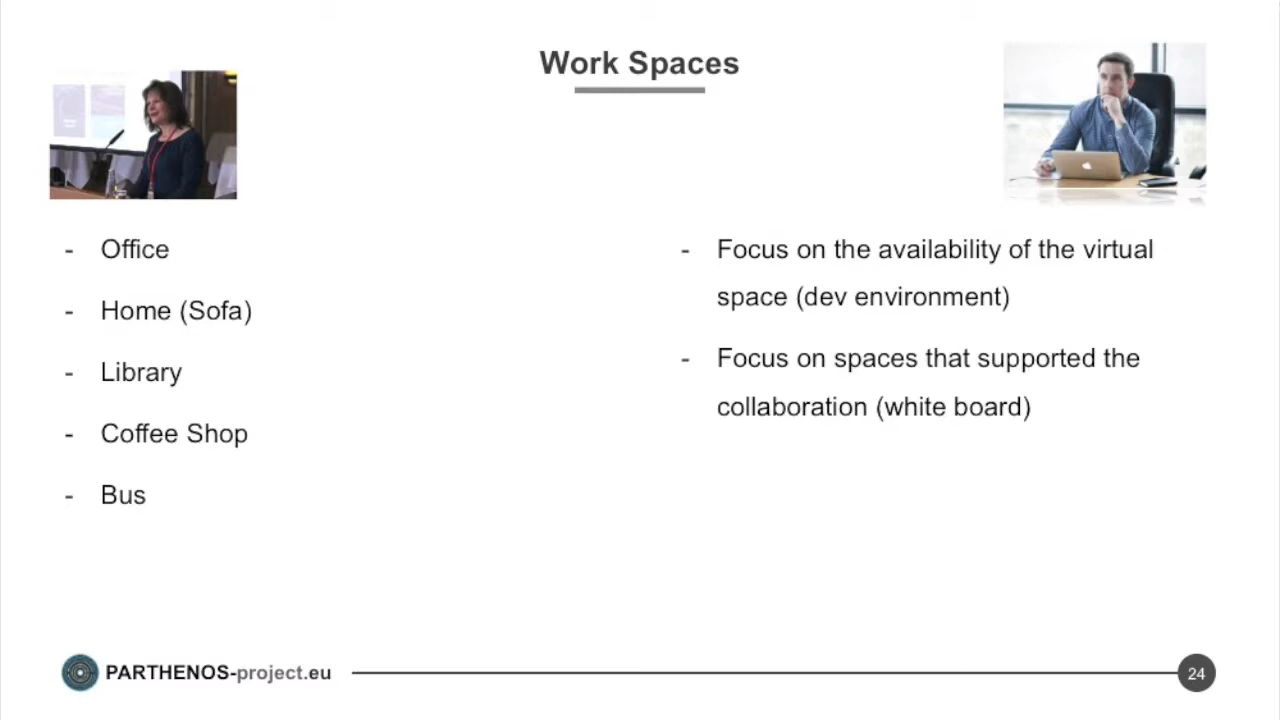 Work Spaces
- Office
- Home (Sofa)
- Library
- Coffee Shop
- Bus
- Focus on the availability of the virtual
space (dev environment)
- Focus on spaces that supported the
collaboration (white board)
PARTHENOS-project.eu
24